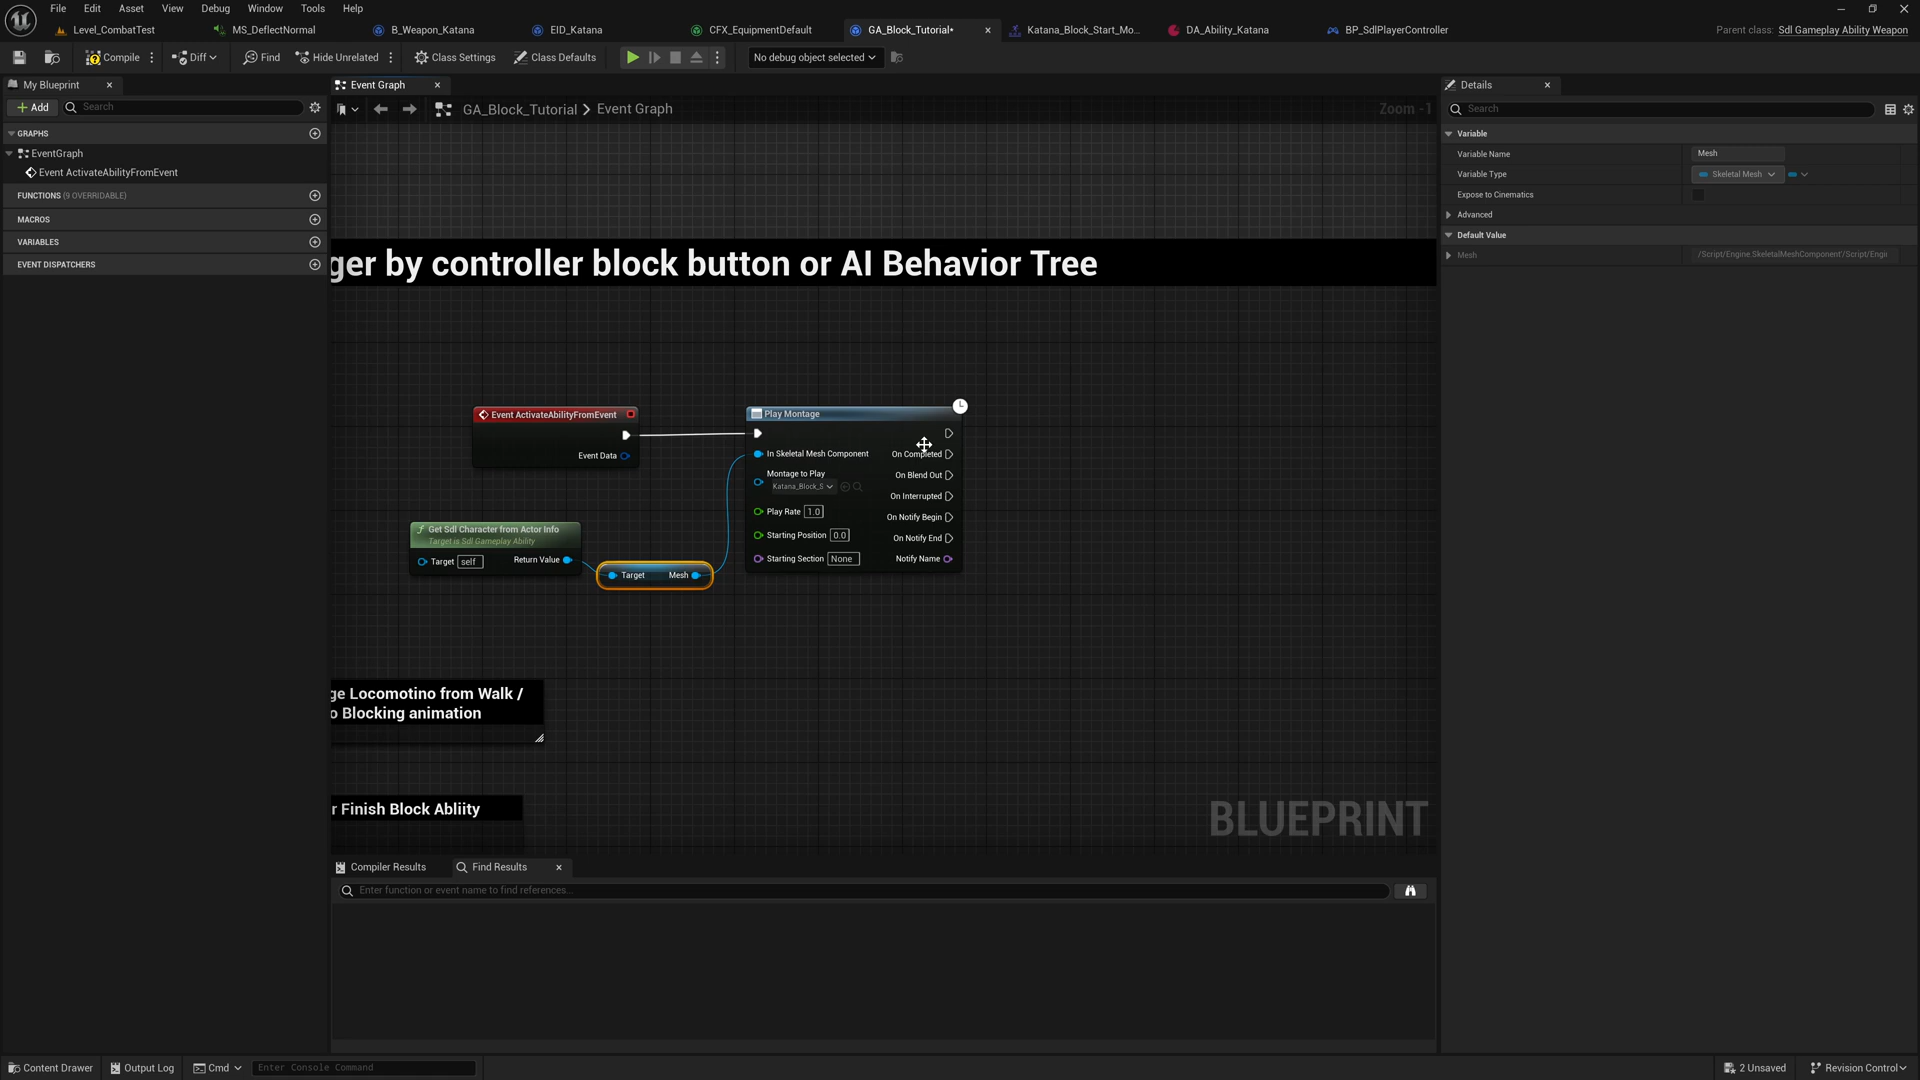 File Edit Asset View Debug Window Tools Help
Level_CombatTest MS_DeflectNormal B_Weapon_Katana EID_Katana CFX_EquipmentDefault GA_Block_Tutorial* Katana_Block_Start_Mo... DA_Ability_Katana BP_SdlPlayerController Parent class: Sdl Gameplay Ability Weapon
Compile Diff Find Hide Unrelated Class Settings Class Defaults No debug object selected
My Blueprint Event Graph Details
Add Search GA_Block_Tutorial > Event Graph Zoom -1 Search
GRAPHS
EventGraph
Event ActivateAbilityFromEvent
FUNCTIONS (9 OVERRIDABLE)
MACROS
VARIABLES
EVENT DISPATCHERS
ger by controller block button or AI Behavior Tree
Event ActivateAbilityFromEvent
Event Data
Get Sdl Character from Actor Info
Target is Sdl Gameplay Ability
Target self Return Value
Target Mesh
Play Montage
In Skeletal Mesh Component On Completed
Montage to Play On Blend Out
Katana_Block_S
On Interrupted
Play Rate 1.0 On Notify Begin
Starting Position 0.0 On Notify End
Starting Section None Notify Name
ge Locomotino from Walk /
o Blocking animation
r Finish Block Abliity
BLUEPRINT
Variable
Variable Name Mesh
Variable Type Skeletal Mesh
Expose to Cinematics
Advanced
Default Value
Mesh /Script/Engine.SkeletalMeshComponent'/Script/Engi
Compiler Results Find Results
Enter function or event name to find references...
Content Drawer Output Log Cmd Enter Console Command 2 Unsaved Revision Control